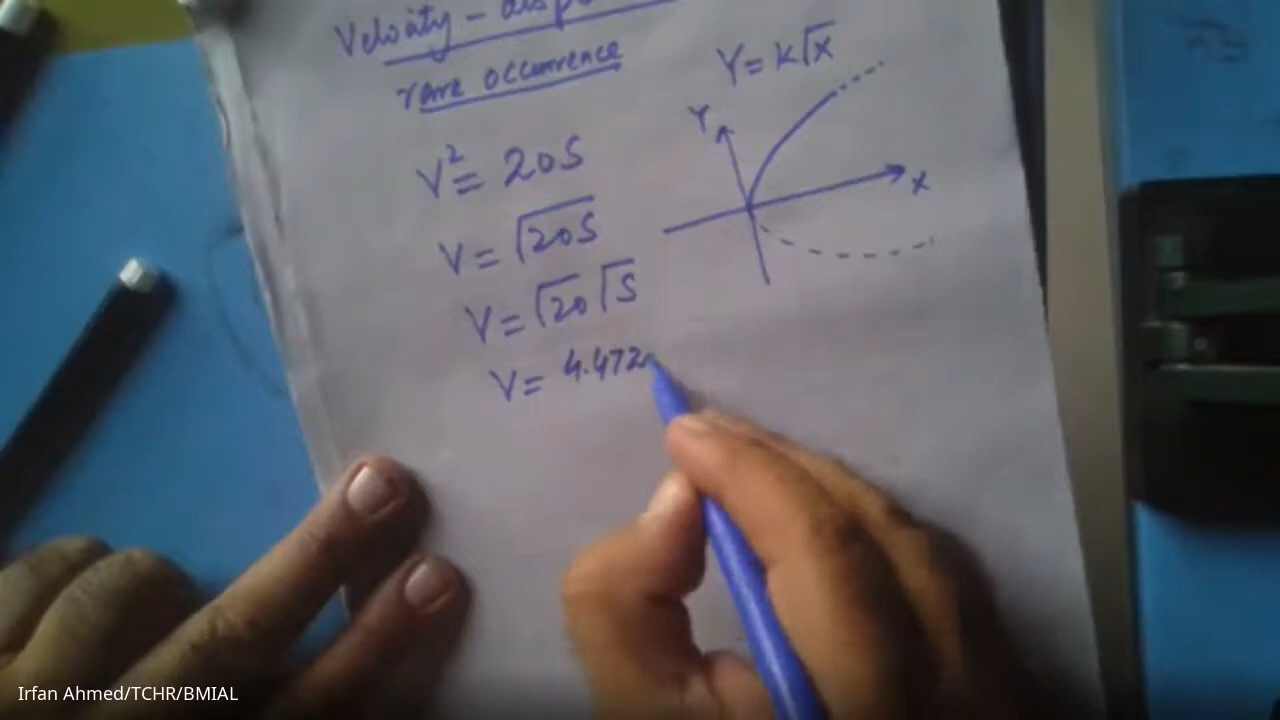 Velocity -
rare occurrence
V² = 20S
V = √20S
V = √20 √S
V = 4.472
Y = K√x
Y
x
Irfan Ahmed/TCHR/BMIAL